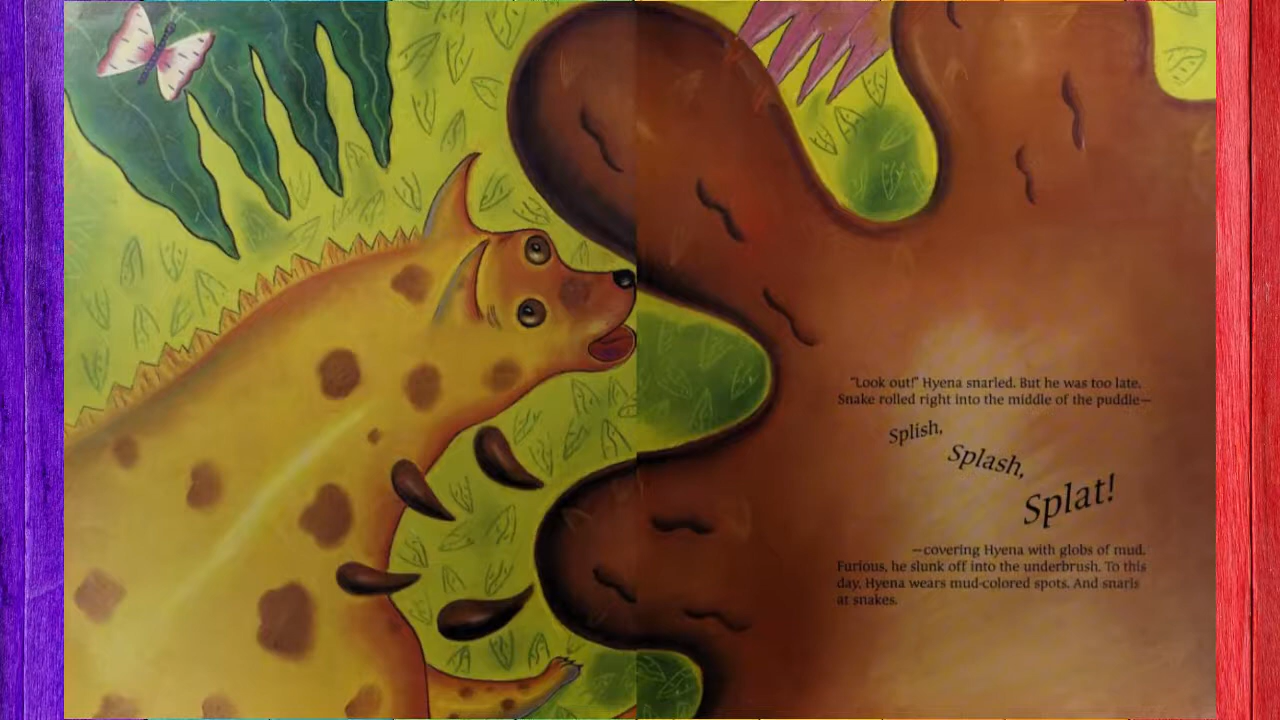 "Look out!" Hyena snarled. But he was too late.
Snake rolled right into the middle of the puddle—
Splish,
Splash,
Splat!
—covering Hyena with globs of mud.
Furious, he slunk off into the underbrush. To this
day, Hyena wears mud-colored spots. And snarls
at snakes.